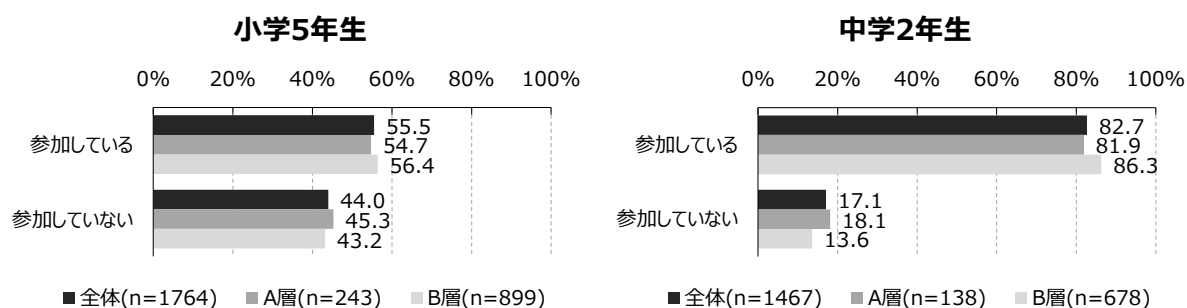 小学5年生
0% 20% 40% 60% 80% 100%
参加している
55.5
54.7
56.4
参加していない
44.0
45.3
43.2
■全体(n=1764) ■A層(n=243) ■B層(n=899)
中学2年生
0% 20% 40% 60% 80% 100%
参加している
82.7
81.9
86.3
参加していない
17.1
18.1
13.6
■全体(n=1467) ■A層(n=138) ■B層(n=678)